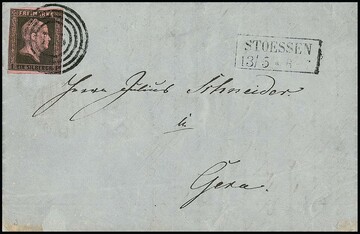 FREIMARKE
STOESSEN
13/5
Herrn Julius Schneider.
in
Gera.